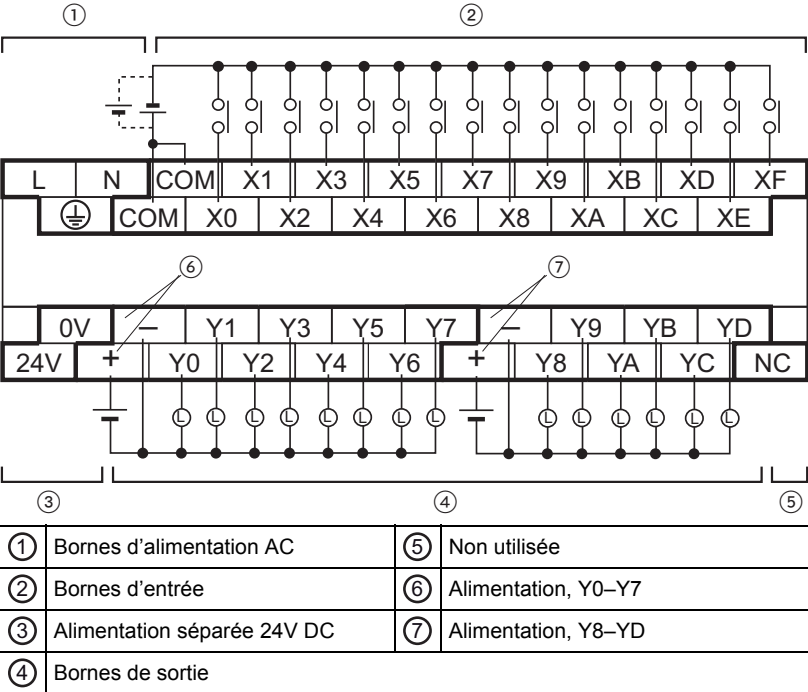 ① ②
L N COM X1 X3 X5 X7 X9 XB XD XF
COM X0 X2 X4 X6 X8 XA XC XE
⑥ ⑦
0V – Y1 Y3 Y5 Y7 – Y9 YB YD
24V + Y0 Y2 Y4 Y6 + Y8 YA YC NC
L L L L L L L L L L L L L L
③ ④ ⑤
① Bornes d’alimentation AC ⑤ Non utilisée
② Bornes d’entrée ⑥ Alimentation, Y0–Y7
③ Alimentation séparée 24V DC ⑦ Alimentation, Y8–YD
④ Bornes de sortie